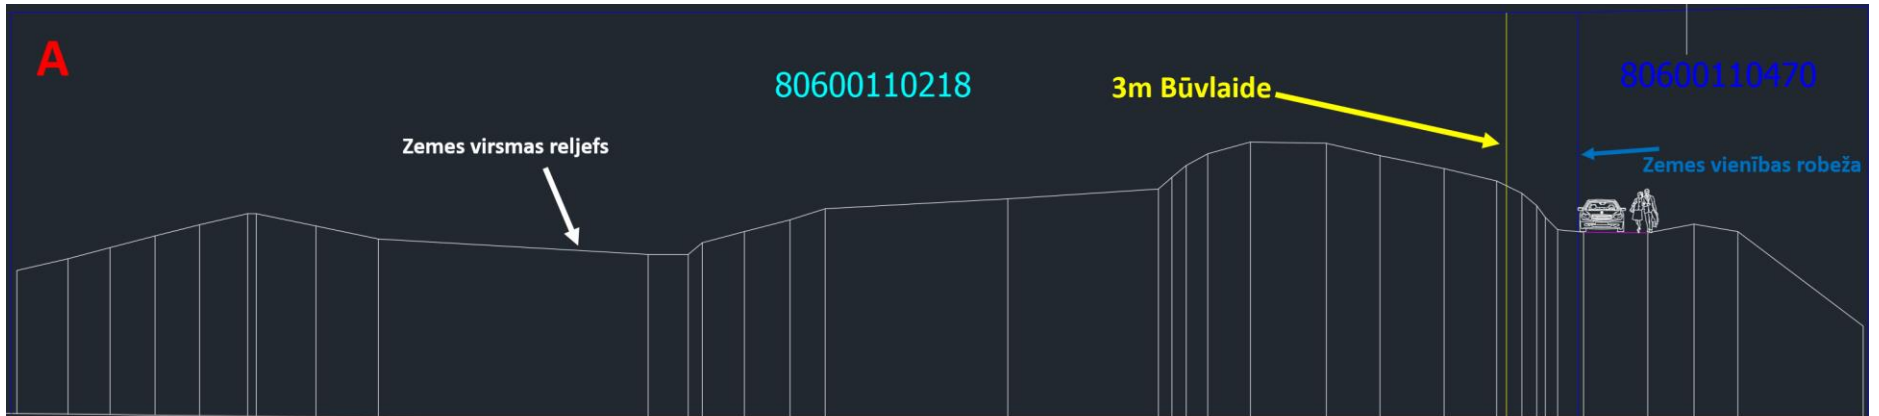 A
80600110218
3m Būvlaide
80600110470
Zemes virsmas reljefs
Zemes vienības robeža